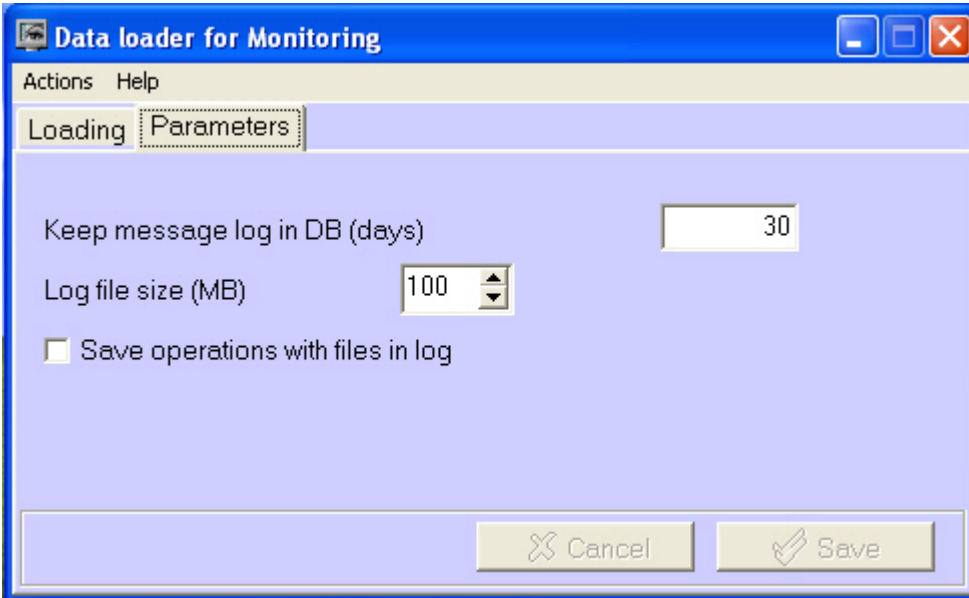 Data loader for Monitoring
Actions Help
Loading Parameters
Keep message log in DB (days) 30
Log file size (MB) 100
Save operations with files in log
Cancel Save